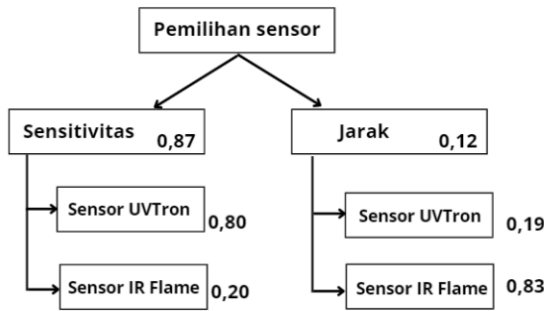 Pemilihan sensor
Sensitivitas 0,87
Jarak 0,12
Sensor UVTron 0,80
Sensor IR Flame 0,20
Sensor UVTron 0,19
Sensor IR Flame 0,83